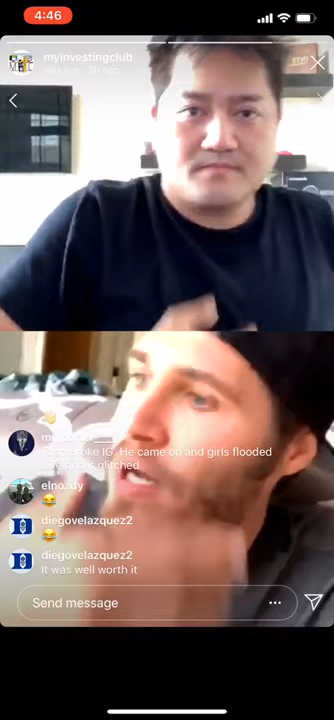 4:46
myinvestingclub
Send message
elnozdy
😂
diegovelazquez2
😂
diegovelazquez2
It was well worth it
broke IG. He came on and girls flooded
glitched